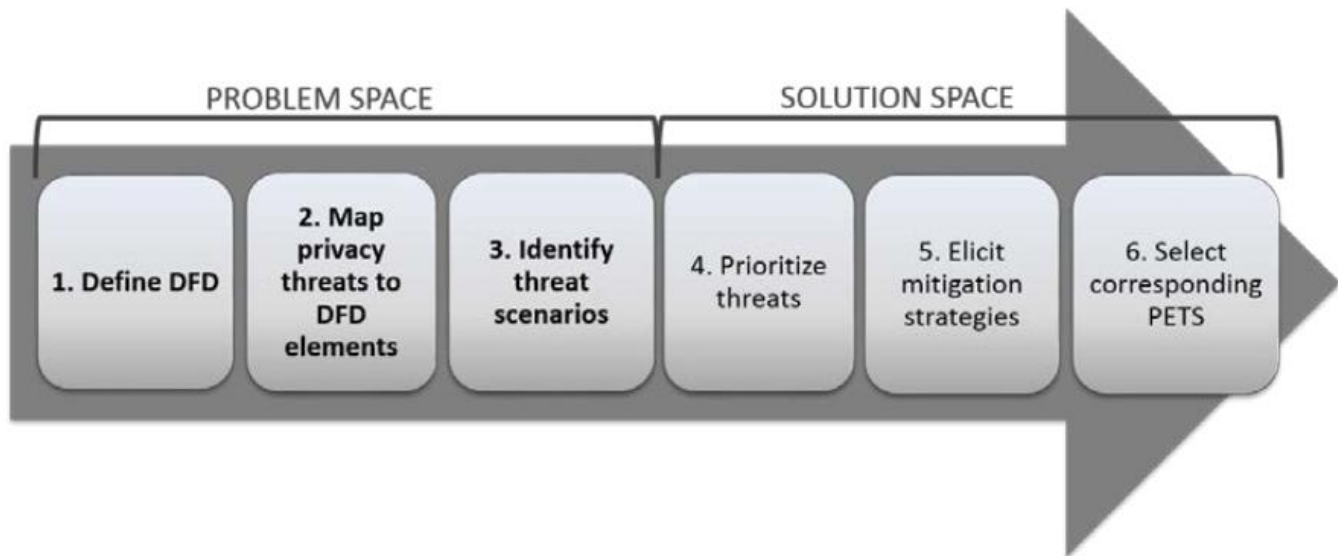 PROBLEM SPACE
SOLUTION SPACE
1. Define DFD
2. Map
privacy
threats to
DFD
elements
3. Identify
threat
scenarios
4. Prioritize
threats
5. Elicit
mitigation
strategies
6. Select
corresponding
PETS